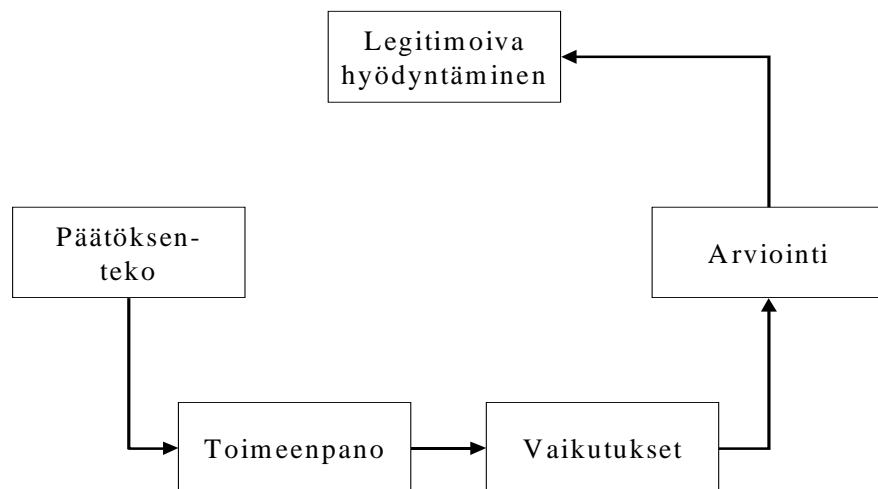 Legitimoiva
hyödyntäminen
Päätöksen-
teko
Arviointi
Toimeenpano
Vaikutukset